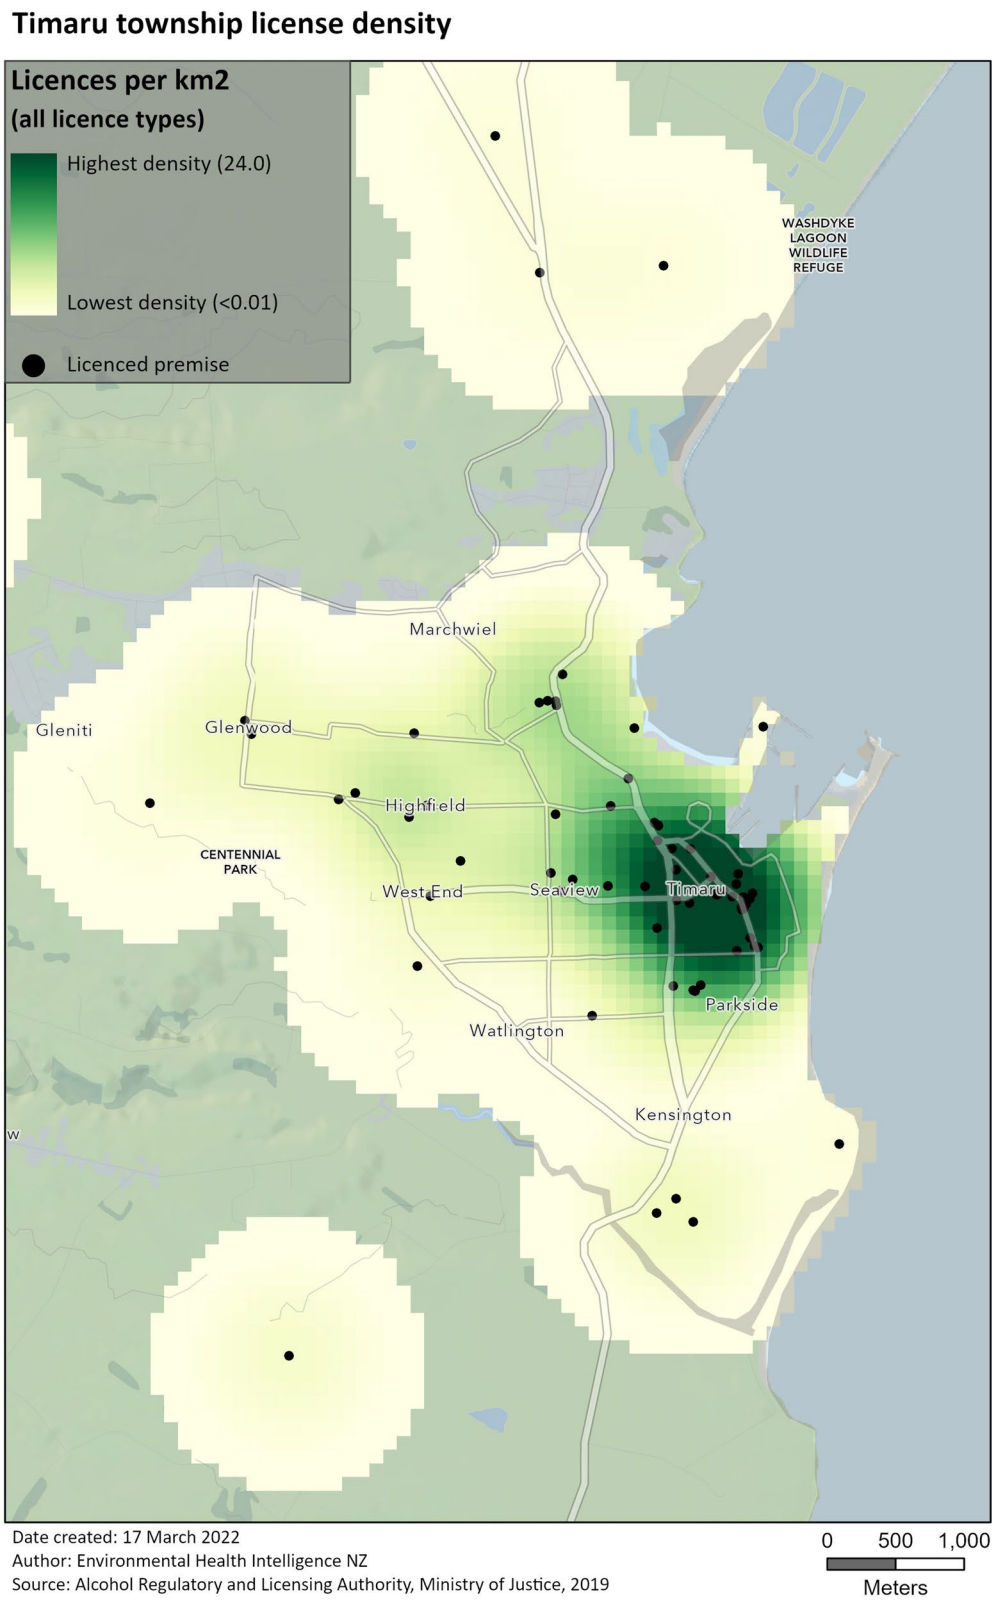 Timaru township license density
Licences per km2
(all licence types)
Highest density (24.0)
Lowest density (<0.01)
Licenced premise
WASHDYKE
LAGOON
WILDLIFE
REFUGE
Marchwiel
Gleniti
Glenwood
Highfield
CENTENNIAL
PARK
West End
Seaview
Timaru
Parkside
Watlington
Kensington
w
Date created: 17 March 2022
Author: Environmental Health Intelligence NZ
Source: Alcohol Regulatory and Licensing Authority, Ministry of Justice, 2019
0 500 1,000
Meters